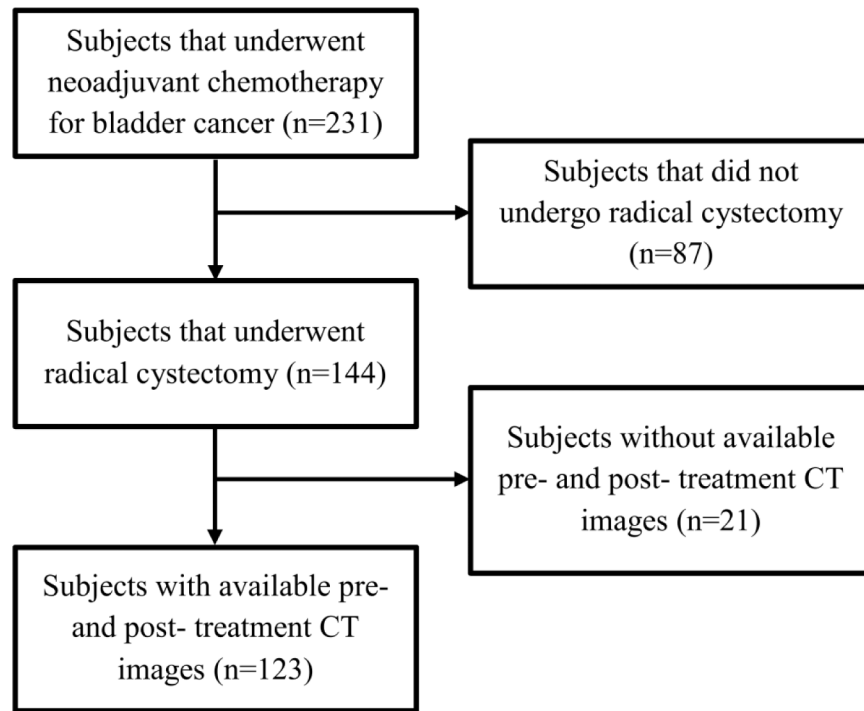 Subjects that underwent
neoadjuvant chemotherapy
for bladder cancer (n=231)
Subjects that did not
undergo radical cystectomy
(n=87)
Subjects that underwent
radical cystectomy (n=144)
Subjects without available
pre- and post- treatment CT
images (n=21)
Subjects with available pre-
and post- treatment CT
images (n=123)